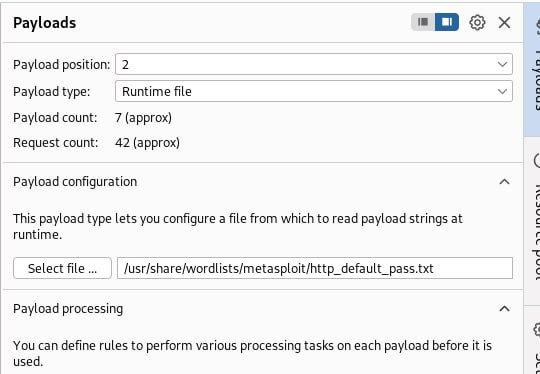 Payloads
Payload position: 2
Payload type: Runtime file
Payload count: 7 (approx)
Request count: 42 (approx)
Payload configuration
This payload type lets you configure a file from which to read payload strings at
runtime.
Select file ... /usr/share/wordlists/metasploit/http_default_pass.txt
Payload processing
You can define rules to perform various processing tasks on each payload before it is
used.
Payloads
Resource pool